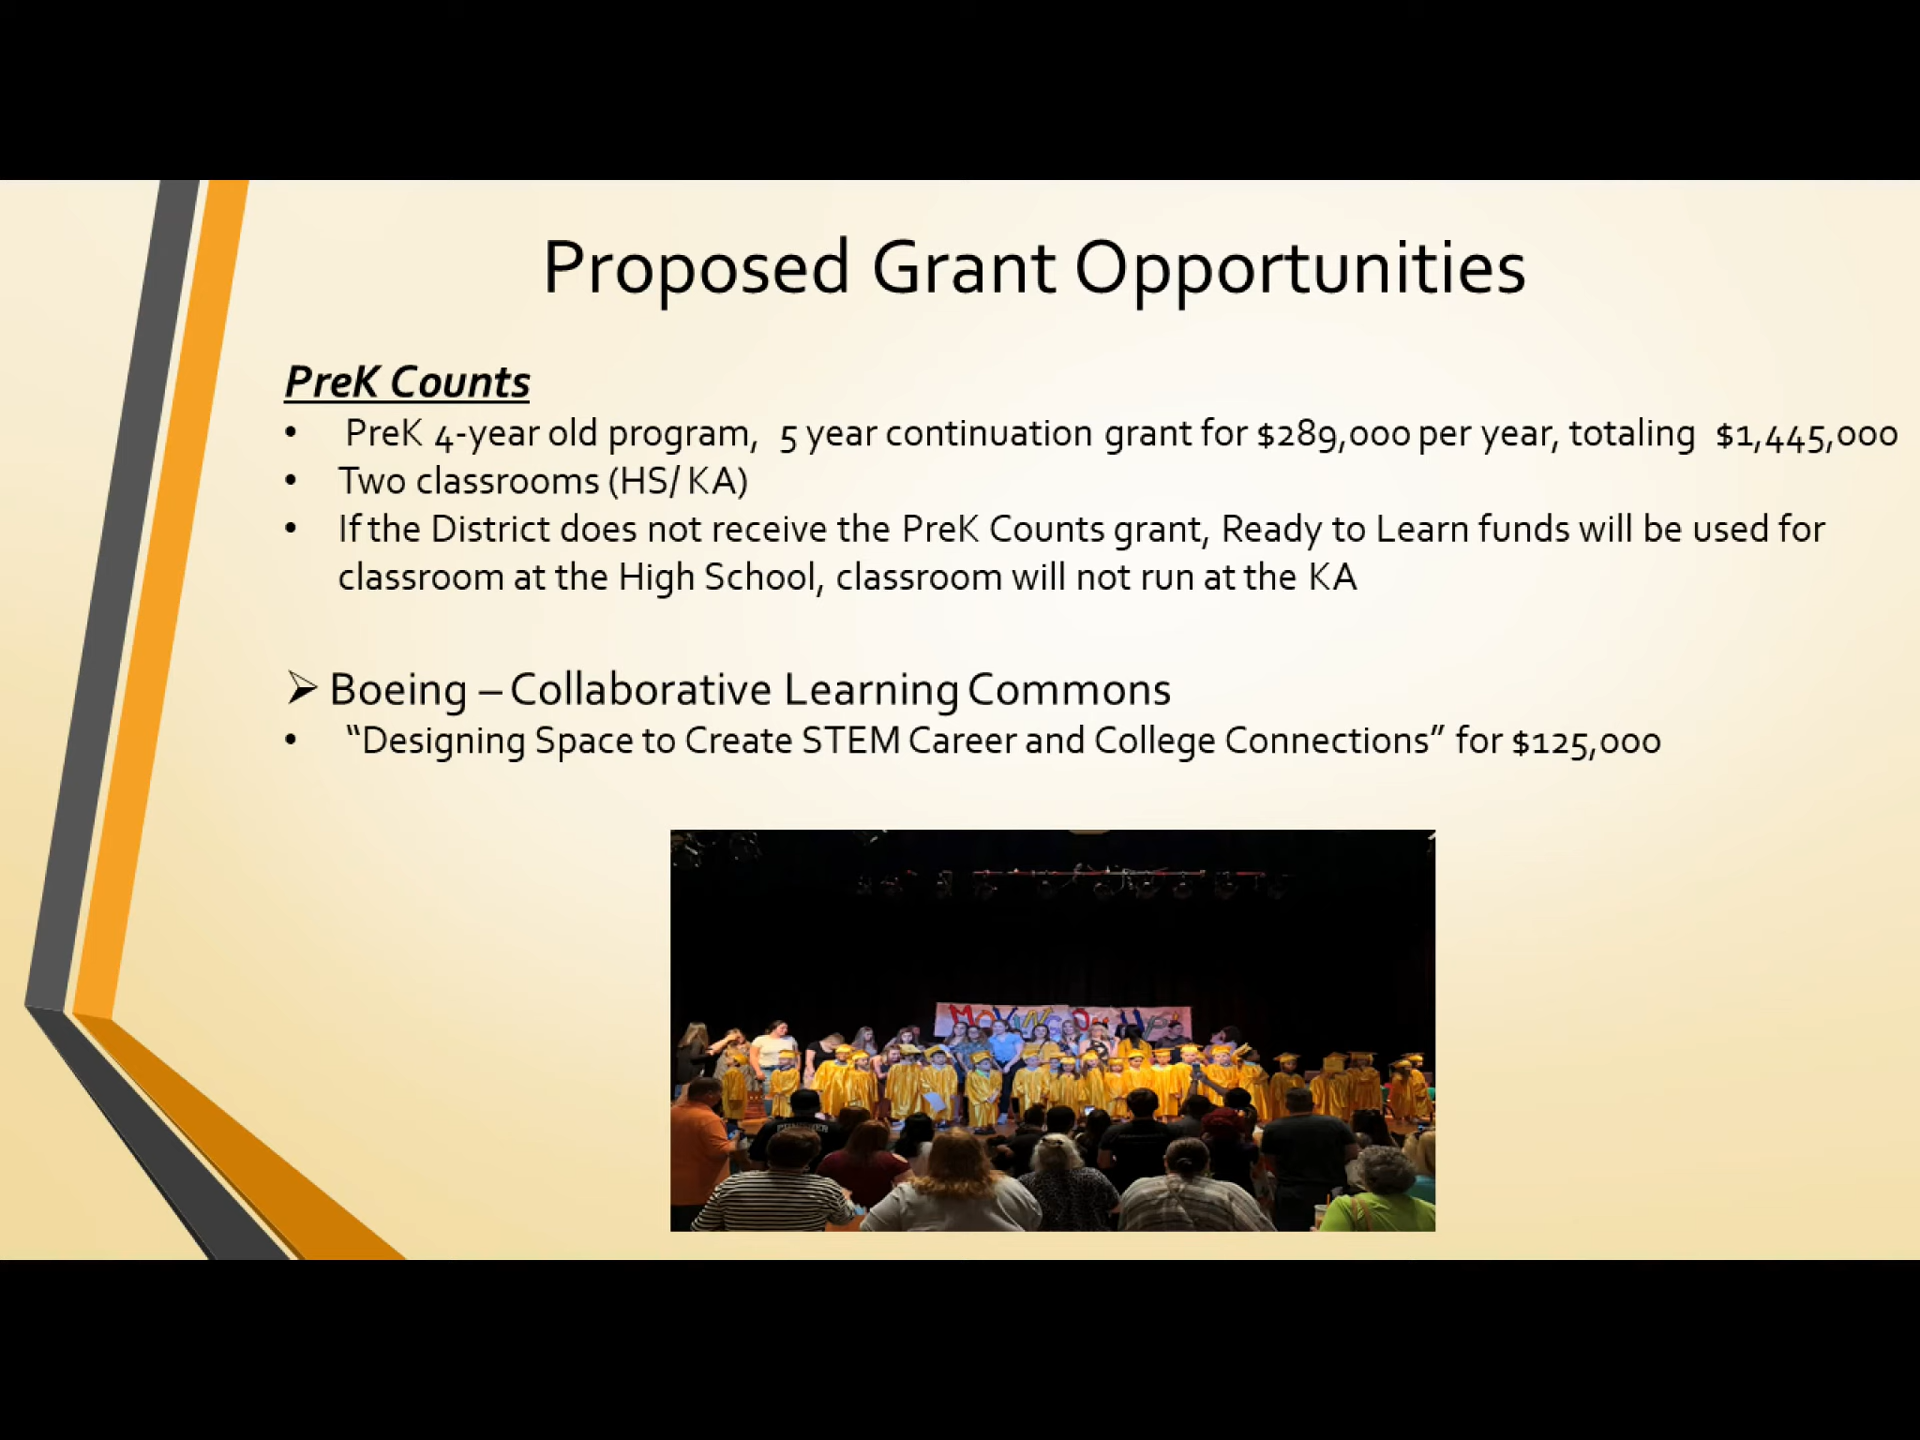 Proposed Grant Opportunities
PreK Counts
• PreK 4-year old program, 5 year continuation grant for $289,000 per year, totaling $1,445,000
• Two classrooms (HS/ KA)
• If the District does not receive the PreK Counts grant, Ready to Learn funds will be used for
classroom at the High School, classroom will not run at the KA
➢ Boeing – Collaborative Learning Commons
• “Designing Space to Create STEM Career and College Connections” for $125,000
Moving On Up!